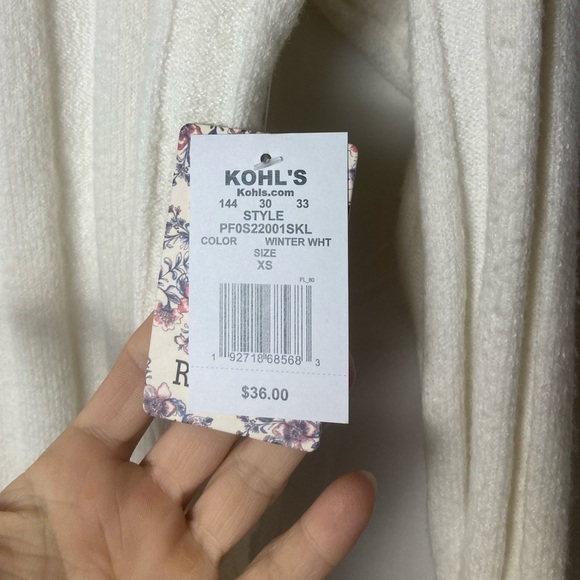 KOHL'S
Kohls.com
144 30 33
STYLE
PF0S22001SKL
COLOR WINTER WHT
SIZE
XS
PL_90
1 92718 68568 3
$36.00
R